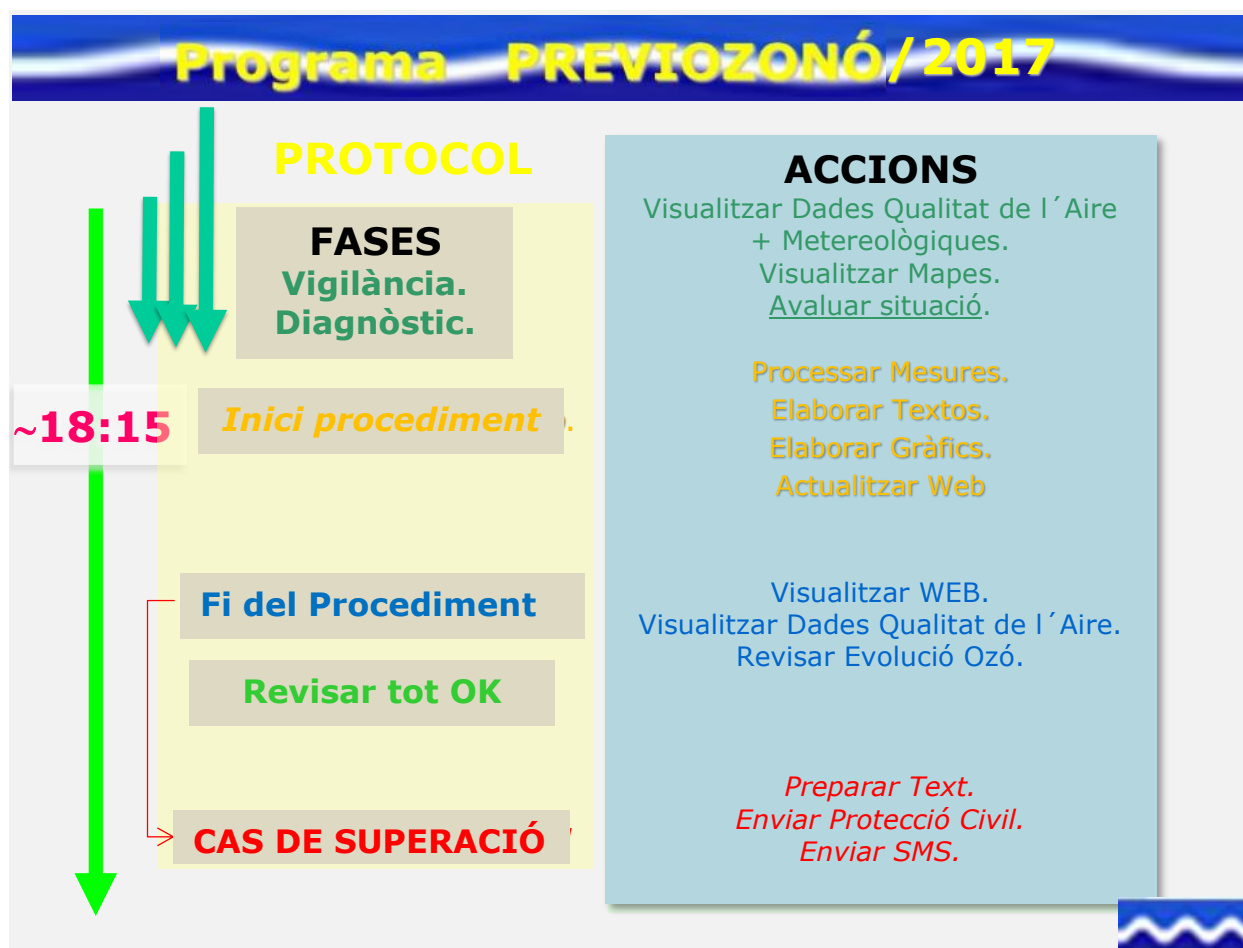 Programa PREVIOZONÓ/2017
PROTOCOL
FASES
Vigilància.
Diagnòstic.
~18:15
Inici procediment
Fi del Procediment
Revisar tot OK
CAS DE SUPERACIÓ
ACCIONS
Visualitzar Dades Qualitat de l´Aire
+ Metereològiques.
Visualitzar Mapes.
Avaluar situació.
Processar Mesures.
Elaborar Textos.
Elaborar Gràfics.
Actualitzar Web
Visualitzar WEB.
Visualitzar Dades Qualitat de l´Aire.
Revisar Evolució Ozó.
Preparar Text.
Enviar Protecció Civil.
Enviar SMS.